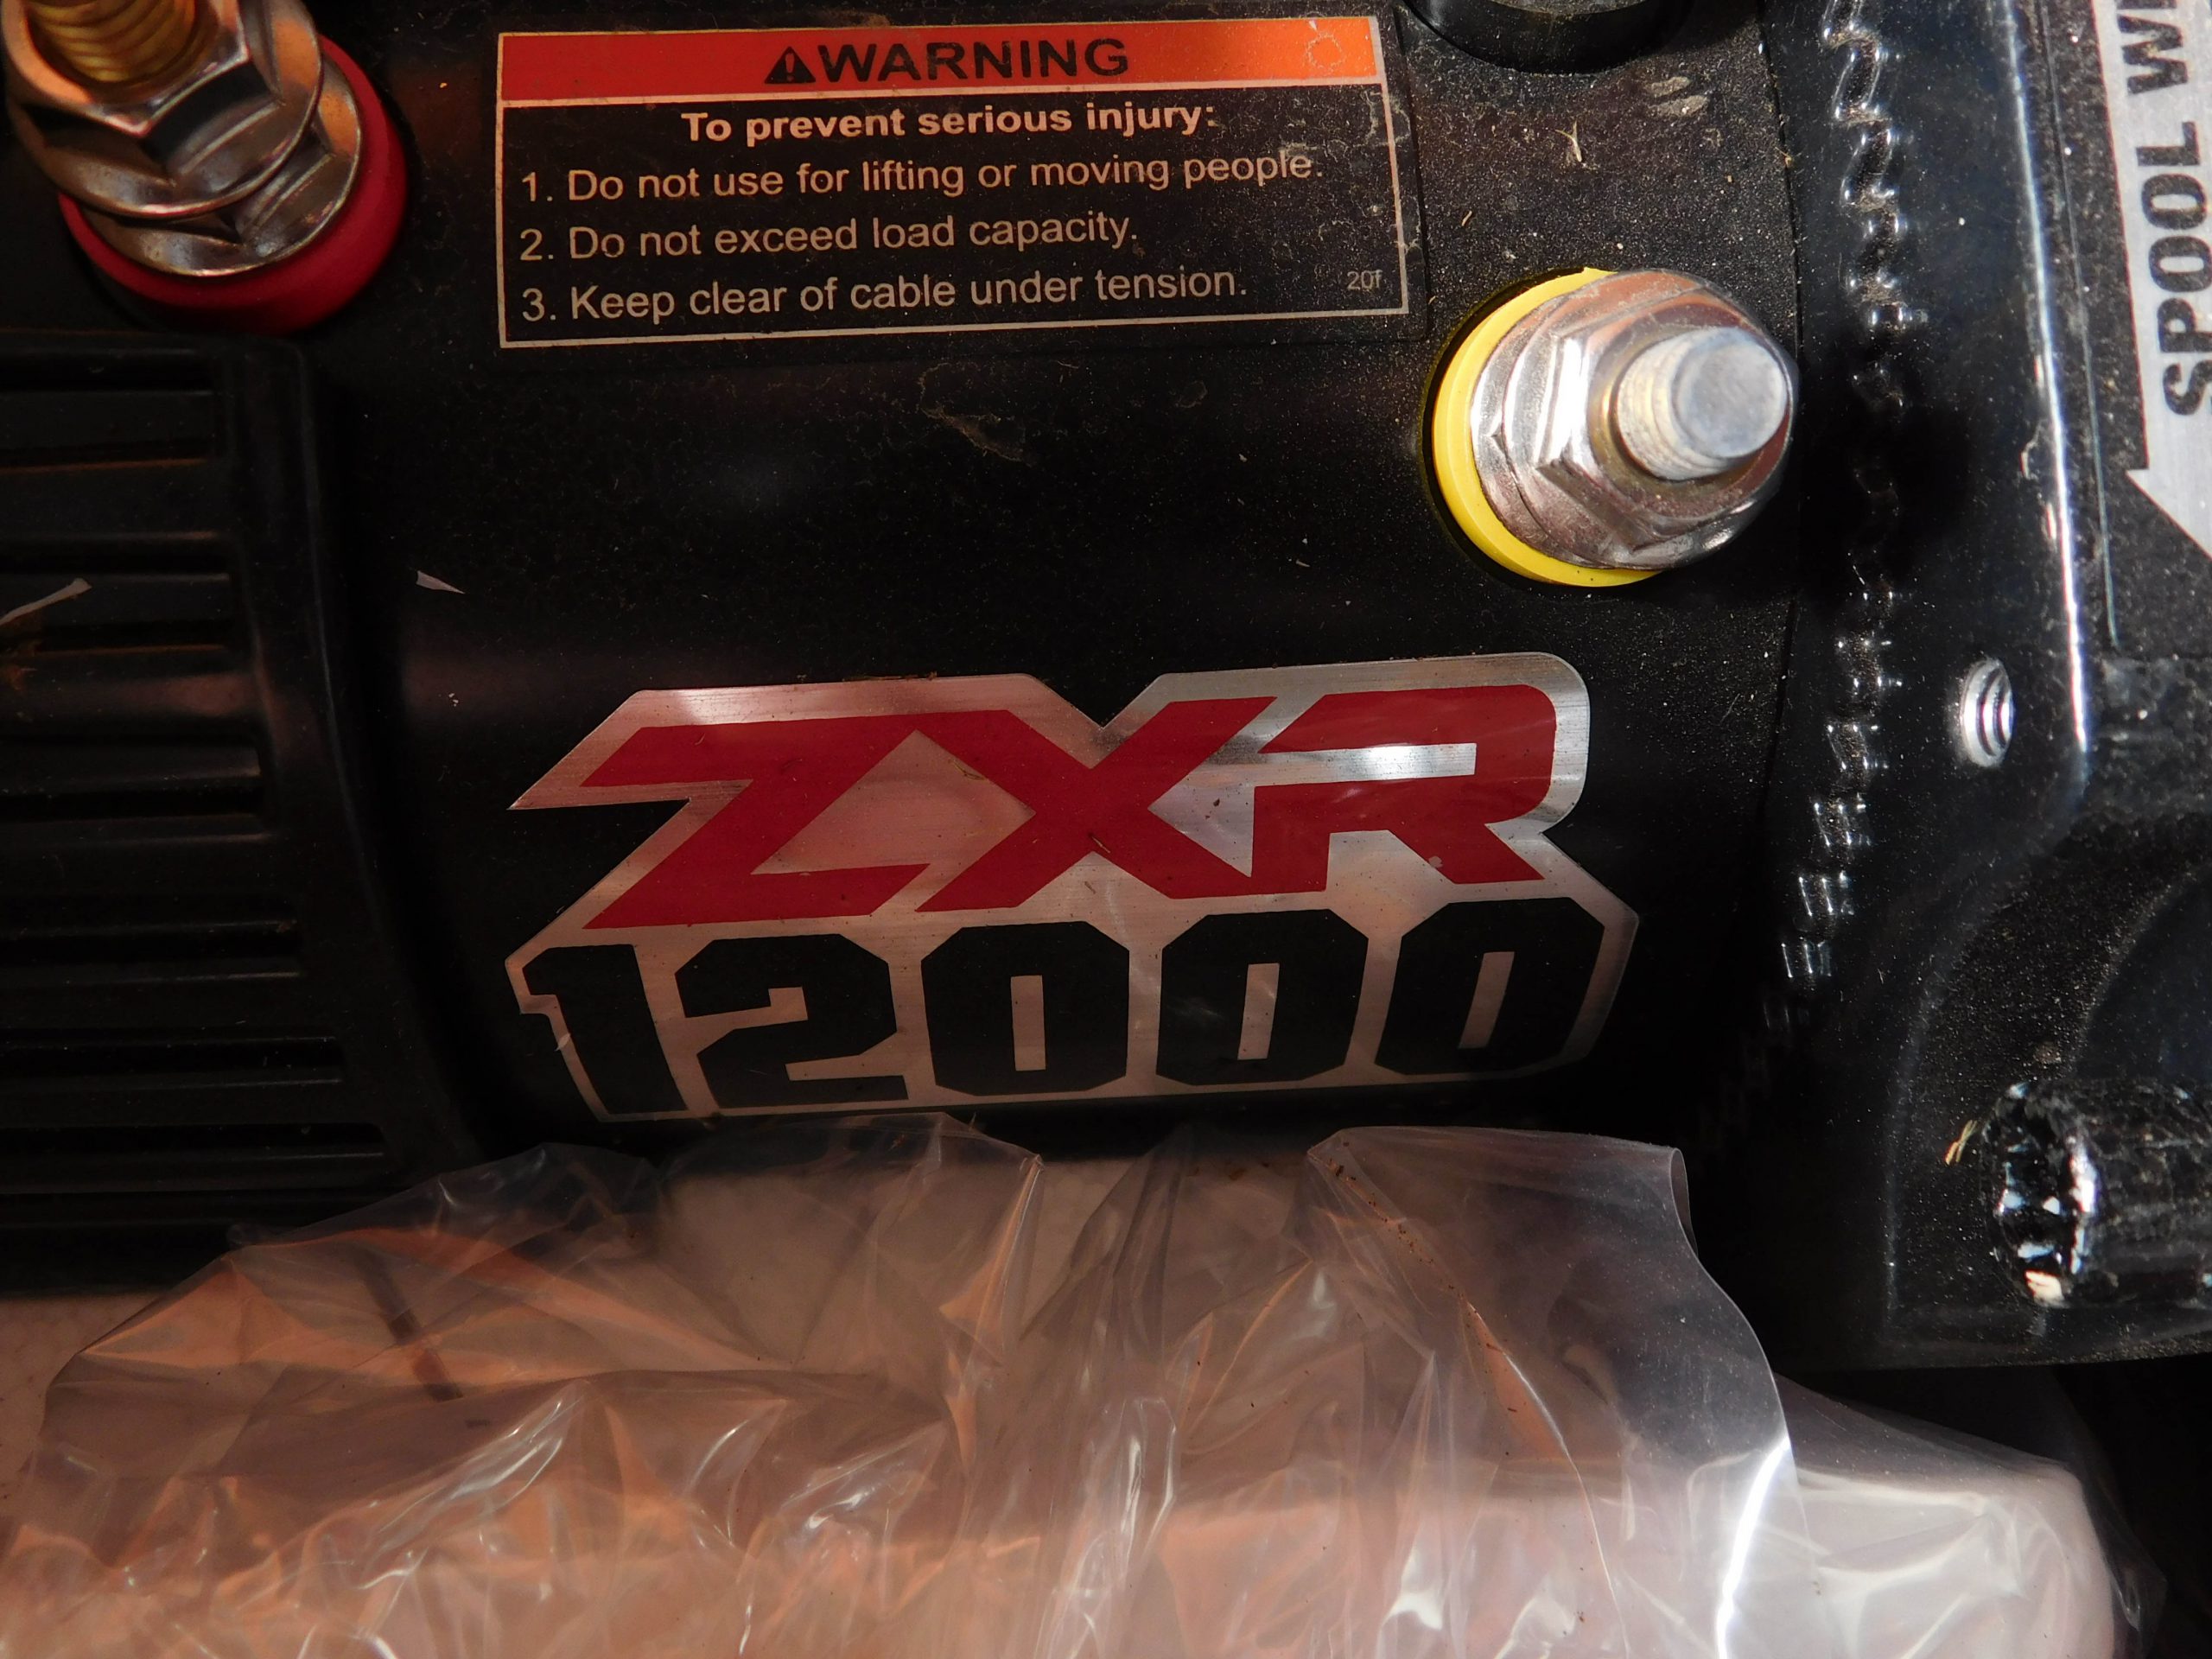 WARNING
To prevent serious injury:
1. Do not use for lifting or moving people.
2. Do not exceed load capacity.
3. Keep clear of cable under tension.
20f
SPOOL
ZXR
12000